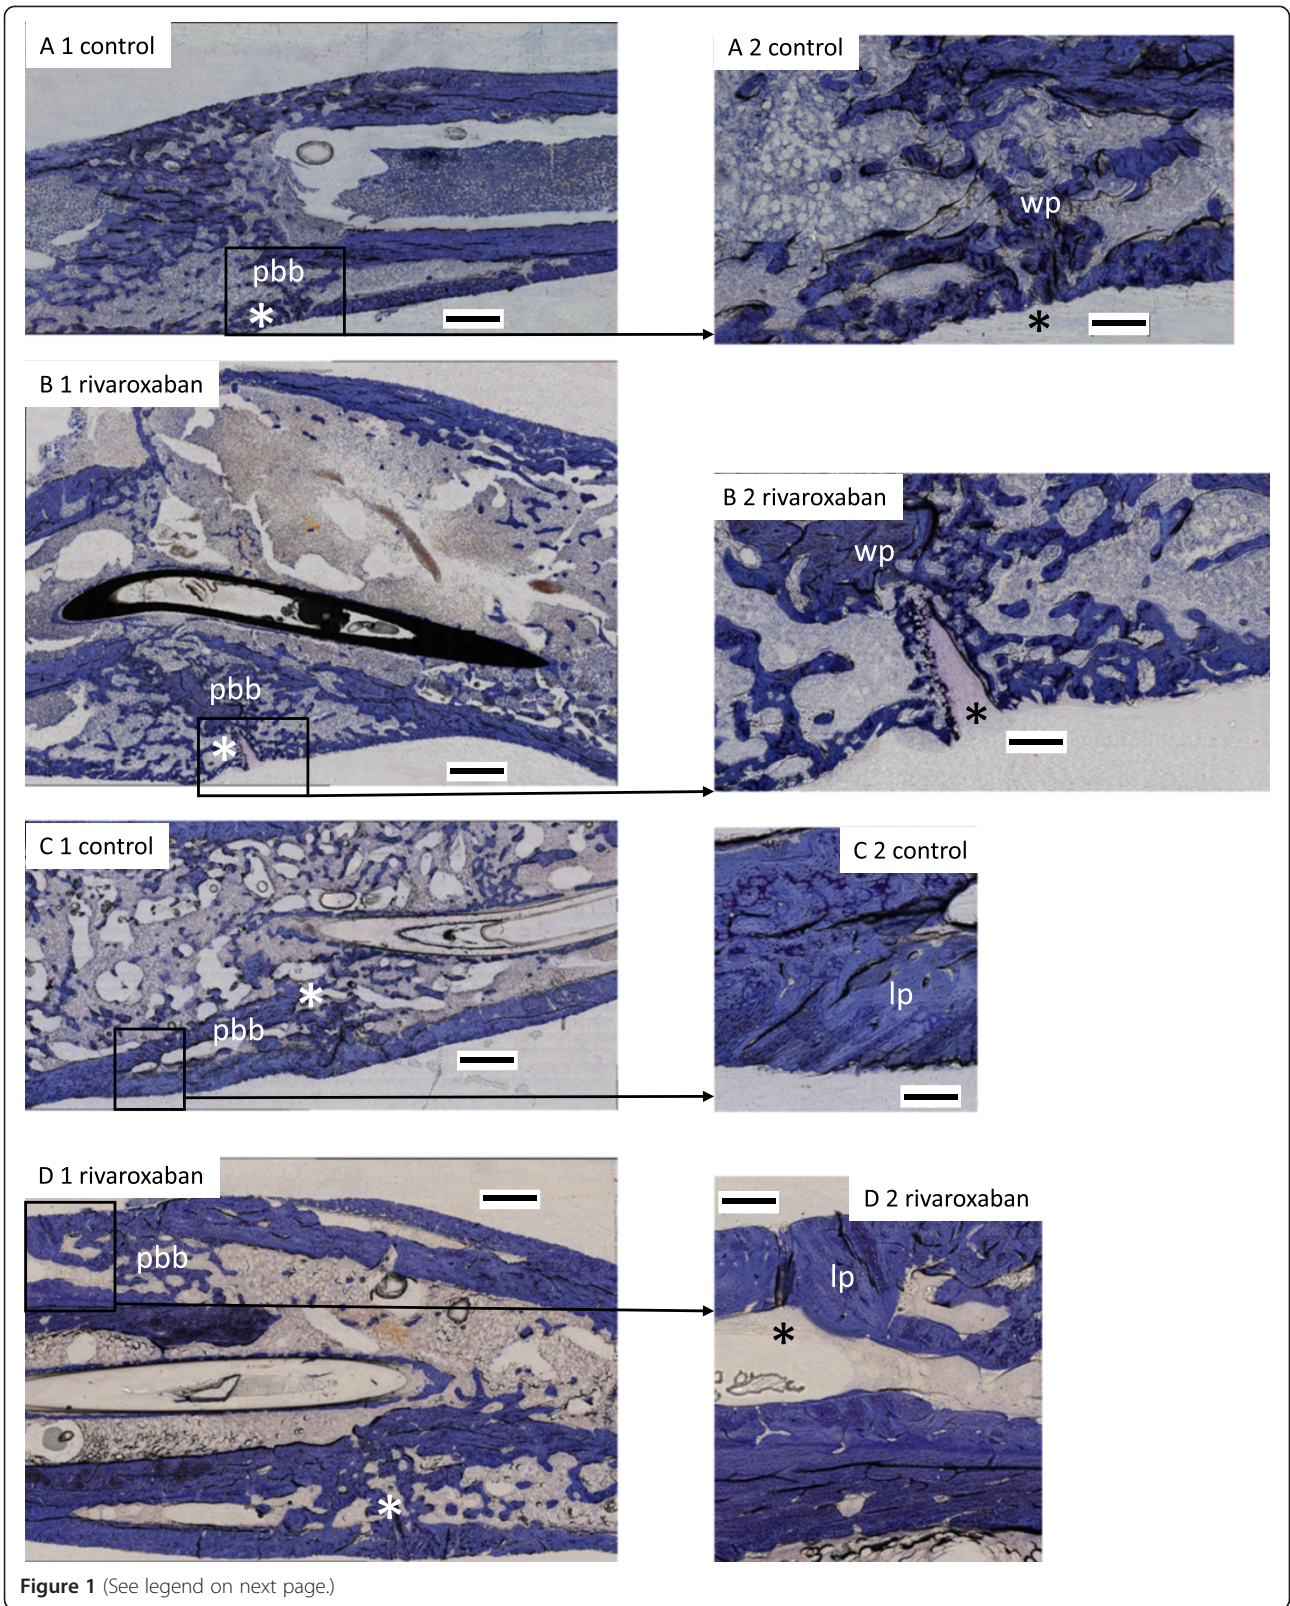 A 1 control
pbb
*
A 2 control
wp
*
B 1 rivaroxaban
pbb
*
B 2 rivaroxaban
wp
*
C 1 control
*
pbb
C 2 control
lp
D 1 rivaroxaban
pbb
*
D 2 rivaroxaban
lp
*
Figure 1 (See legend on next page.)